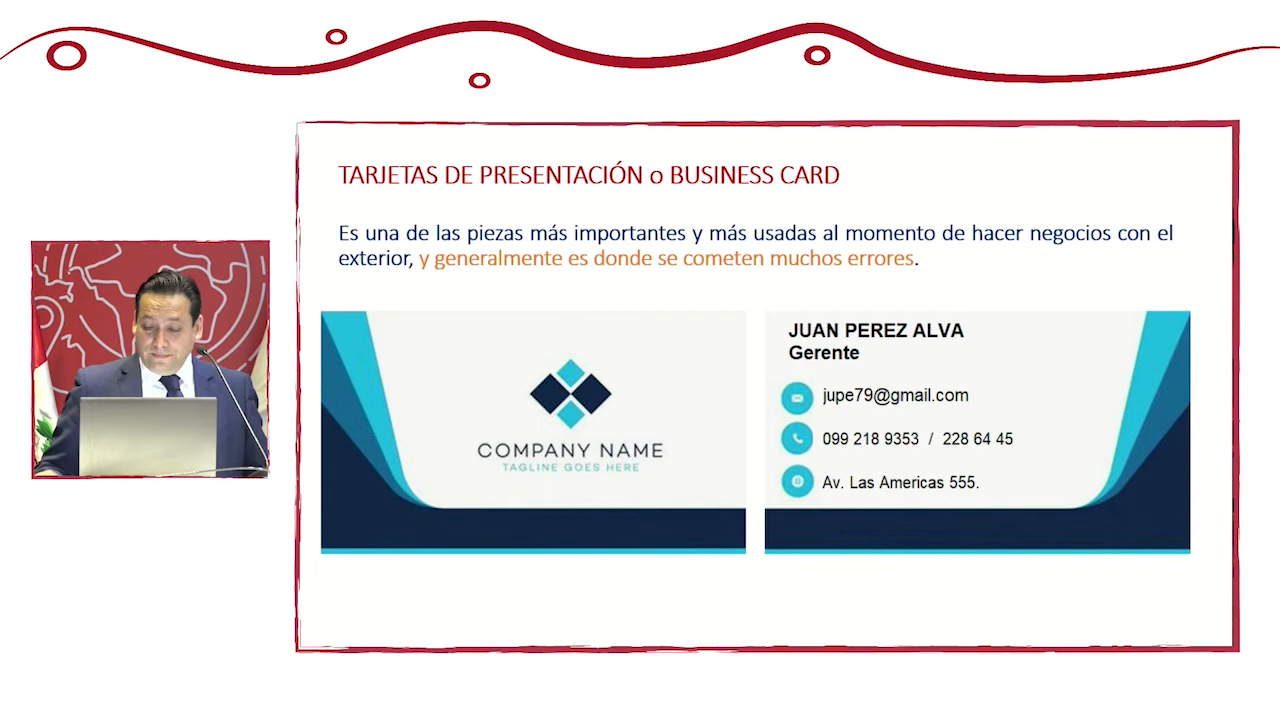 TARJETAS DE PRESENTACIÓN o BUSINESS CARD
Es una de las piezas más importantes y más usadas al momento de hacer negocios con el
exterior, y generalmente es donde se cometen muchos errores.
COMPANY NAME
TAGLINE GOES HERE
JUAN PEREZ ALVA
Gerente
jupe79@gmail.com
099 218 9353 / 228 64 45
Av. Las Americas 555.